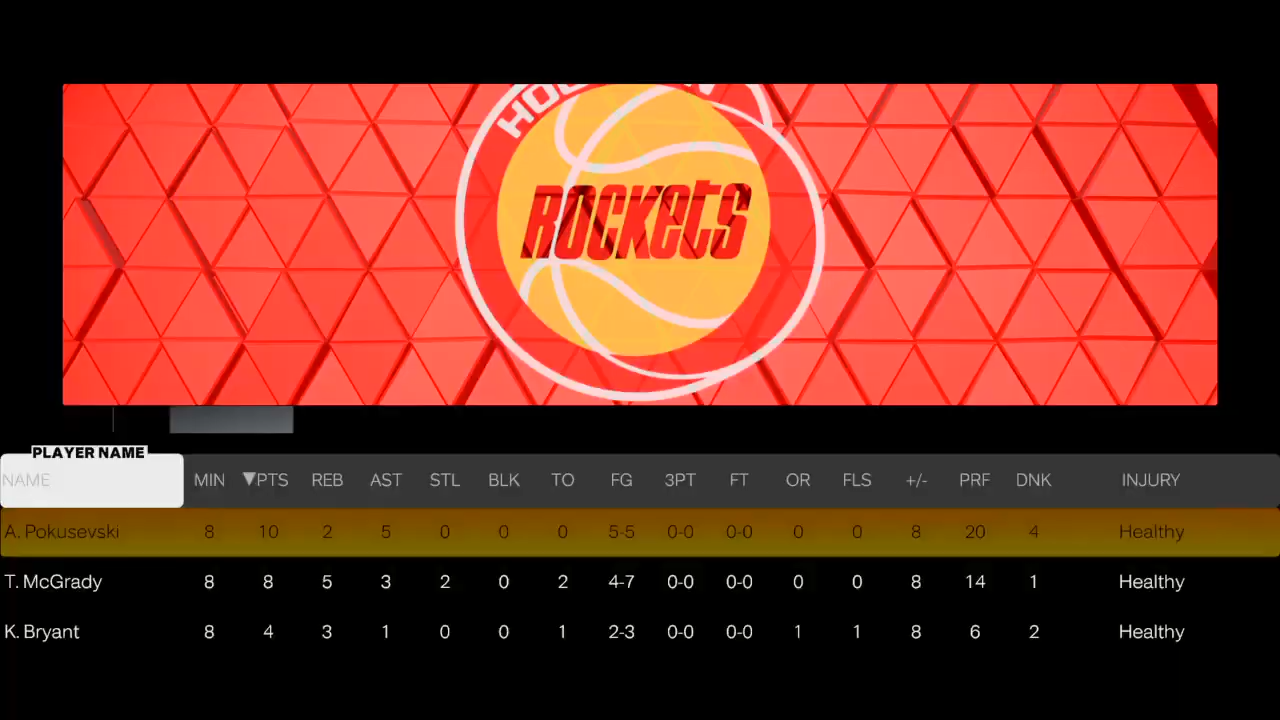 ROCKETS
PLAYER NAME
NAME MIN ▼PTS REB AST STL BLK TO FG 3PT FT OR FLS +/- PRF DNK INJURY
A. Pokusevski 8 10 2 5 0 0 0 5-5 0-0 0-0 0 0 8 20 4 Healthy
T. McGrady 8 8 5 3 2 0 2 4-7 0-0 0-0 0 0 8 14 1 Healthy
K. Bryant 8 4 3 1 0 0 1 2-3 0-0 0-0 1 1 8 6 2 Healthy